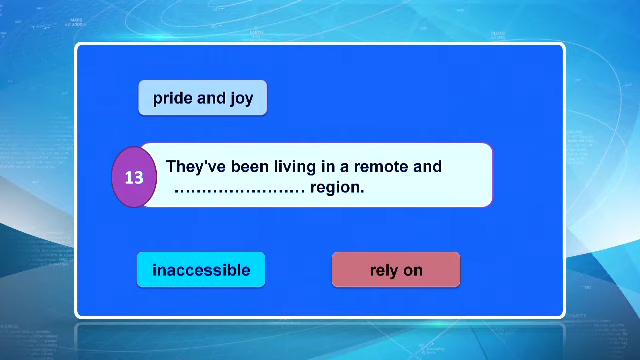 pride and joy
13
They've been living in a remote and
........................ region.
inaccessible
rely on